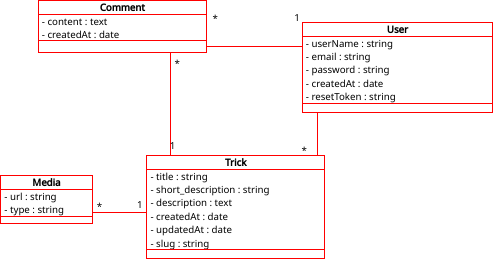 Comment
- content : text
- createdAt : date
*
1
User
- userName : string
- email : string
- password : string
- createdAt : date
- resetToken : string
*
1
*
Trick
- title : string
- short_description : string
- description : text
- createdAt : date
- updatedAt : date
- slug : string
Media
- url : string
- type : string
*
1